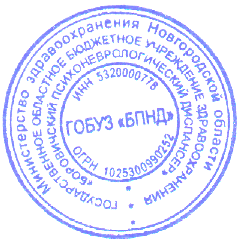 Министерство здравоохранения Новгородской области
ГОСУДАРСТВЕННОЕ ОБЛАСТНОЕ БЮДЖЕТНОЕ УЧРЕЖДЕНИЕ ЗДРАВООХРАНЕНИЯ
«БОРОВИЧСКИЙ ПСИХОНЕВРОЛОГИЧЕСКИЙ ДИСПАНСЕР»
ИНН 5320000778
ГОБУЗ «БПНД»
ОГРН 1025300990252